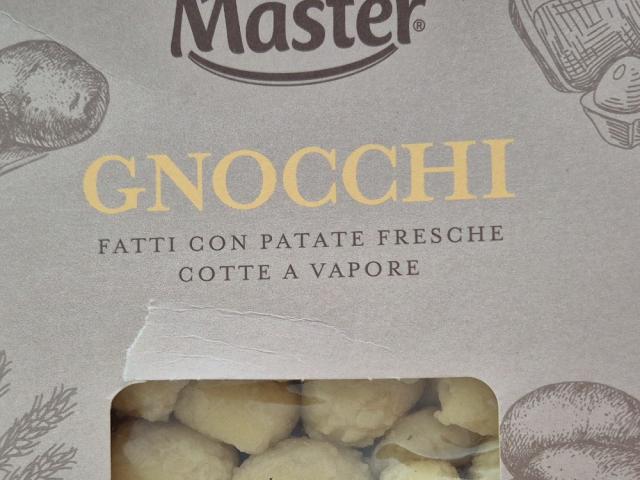 Master®
GNOCCHI
FATTI CON PATATE FRESCHE
COTTE A VAPORE